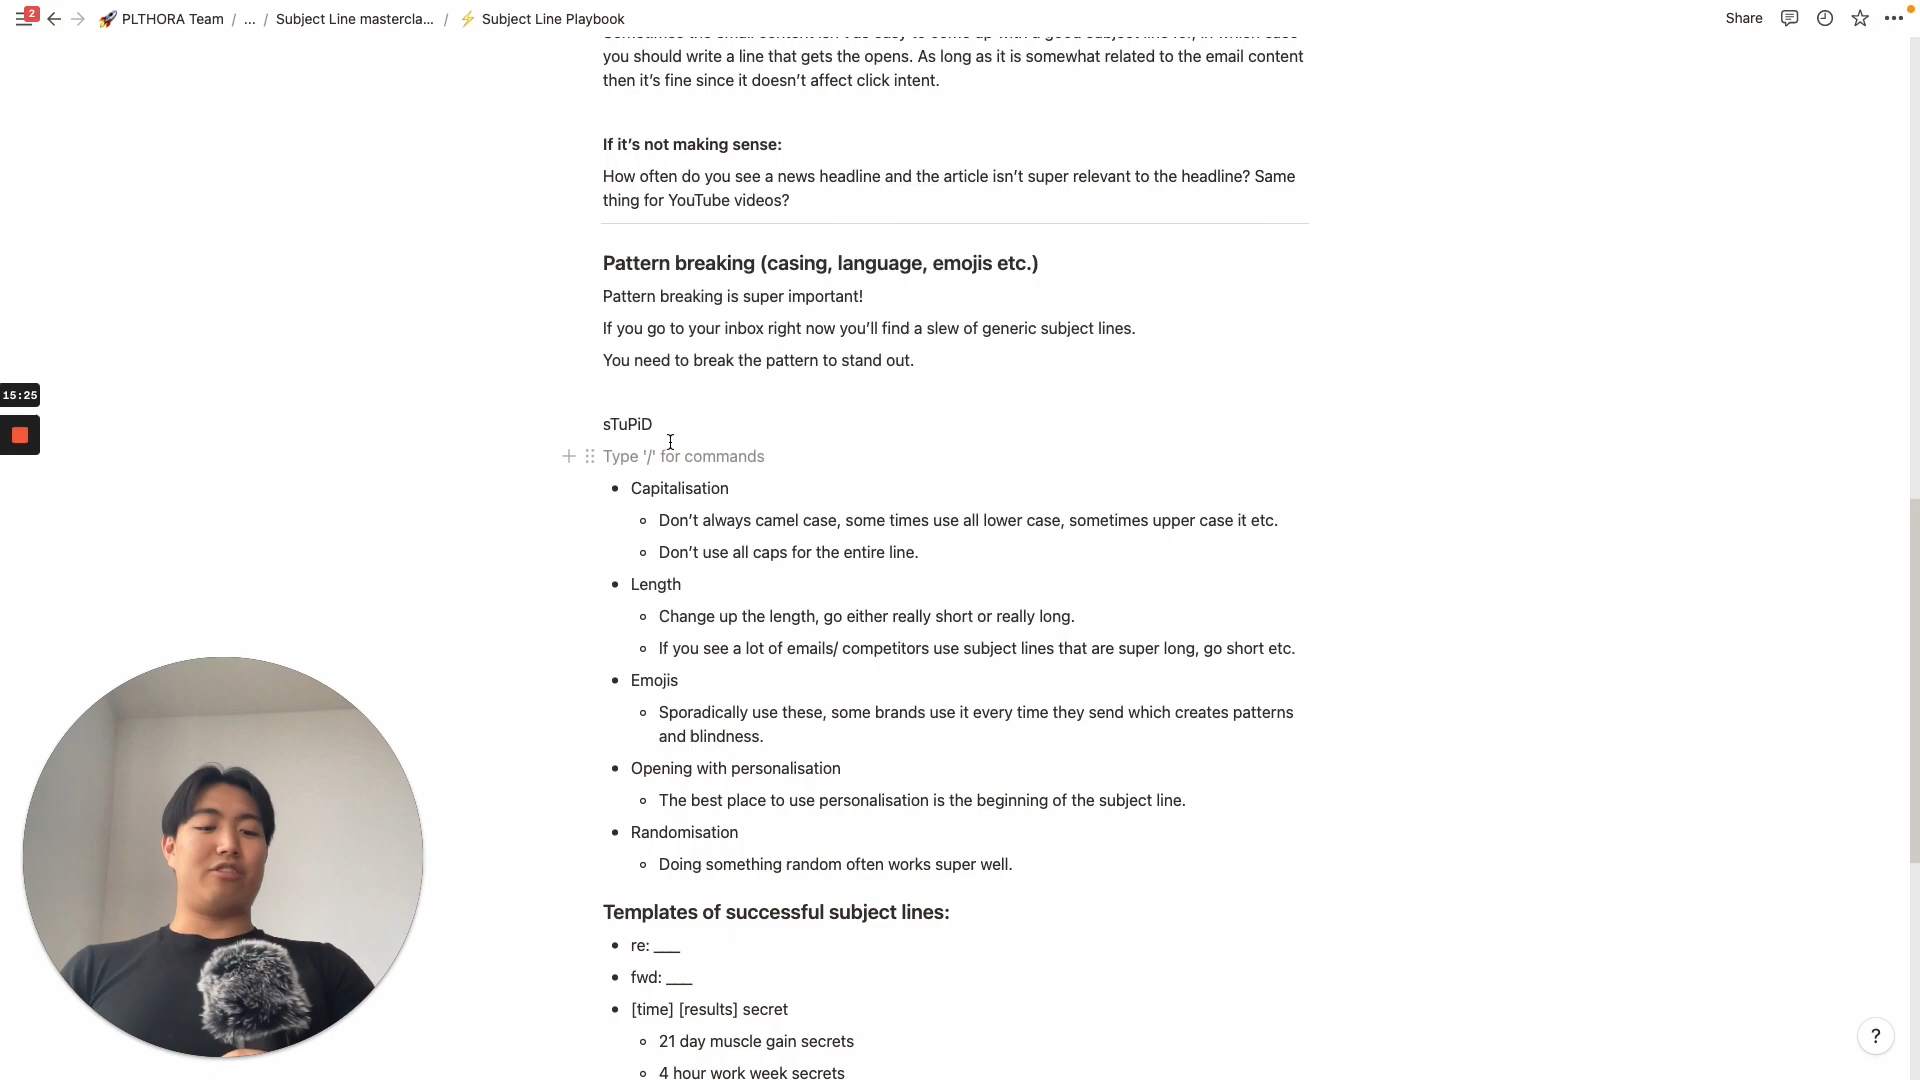 2
PLTHORA Team / ... / Subject Line mastercla... / ⚡ Subject Line Playbook
Share
you should write a line that gets the opens. As long as it is somewhat related to the email content
then it's fine since it doesn't affect click intent.
If it's not making sense:
How often do you see a news headline and the article isn't super relevant to the headline? Same
thing for YouTube videos?
Pattern breaking (casing, language, emojis etc.)
Pattern breaking is super important!
If you go to your inbox right now you'll find a slew of generic subject lines.
You need to break the pattern to stand out.
15:25
sTuPiD
Type '/' for commands
Capitalisation
Don't always camel case, some times use all lower case, sometimes upper case it etc.
Don't use all caps for the entire line.
Length
Change up the length, go either really short or really long.
If you see a lot of emails/ competitors use subject lines that are super long, go short etc.
Emojis
Sporadically use these, some brands use it every time they send which creates patterns
and blindness.
Opening with personalisation
The best place to use personalisation is the beginning of the subject line.
Randomisation
Doing something random often works super well.
Templates of successful subject lines:
re: ___
fwd: ___
[time] [results] secret
21 day muscle gain secrets
4 hour work week secrets
?